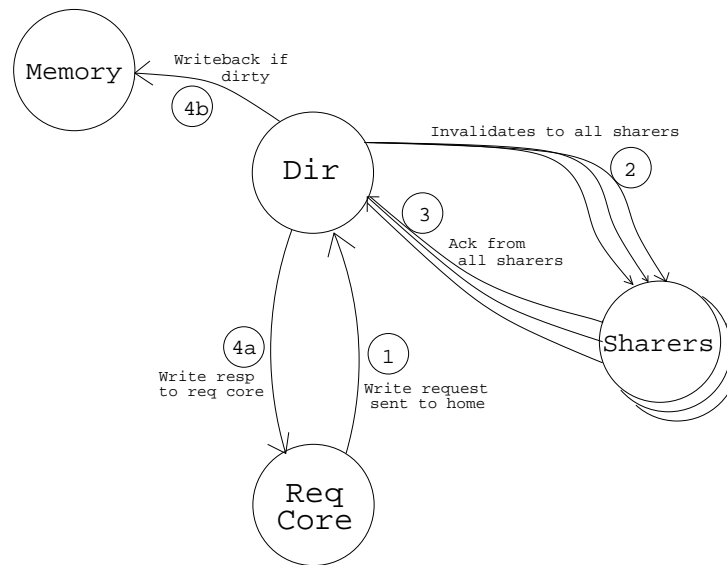 Writeback if
dirty
Memory
4b
Invalidates to all sharers
Dir
2
3
Ack from
all sharers
Sharers
4a
1
Write resp
to req core
Write request
sent to home
Req
Core